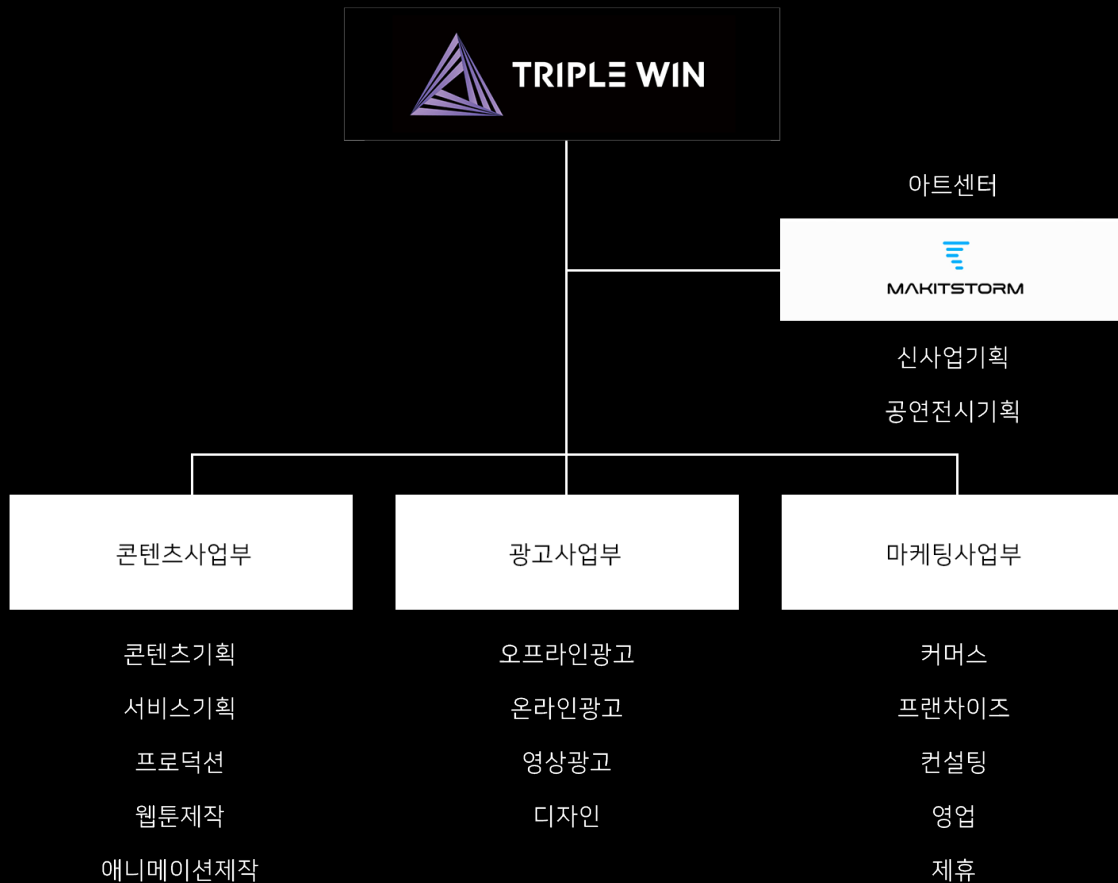 TRIPLE WIN
아트센터
MAKITSTORM
신사업기획
공연전시기획
콘텐츠사업부
콘텐츠기획
서비스기획
프로덕션
웹툰제작
애니메이션제작
광고사업부
오프라인광고
온라인광고
영상광고
디자인
마케팅사업부
커머스
프랜차이즈
컨설팅
영업
제휴